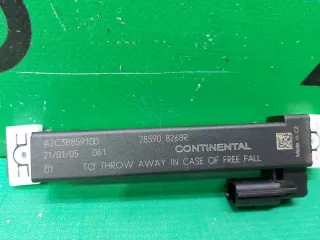 A2C38859100 28590 8268R
21/01/05 061 CONTINENTAL
01 TO THROW AWAY IN CASE OF FREE FALL
Made in CZ